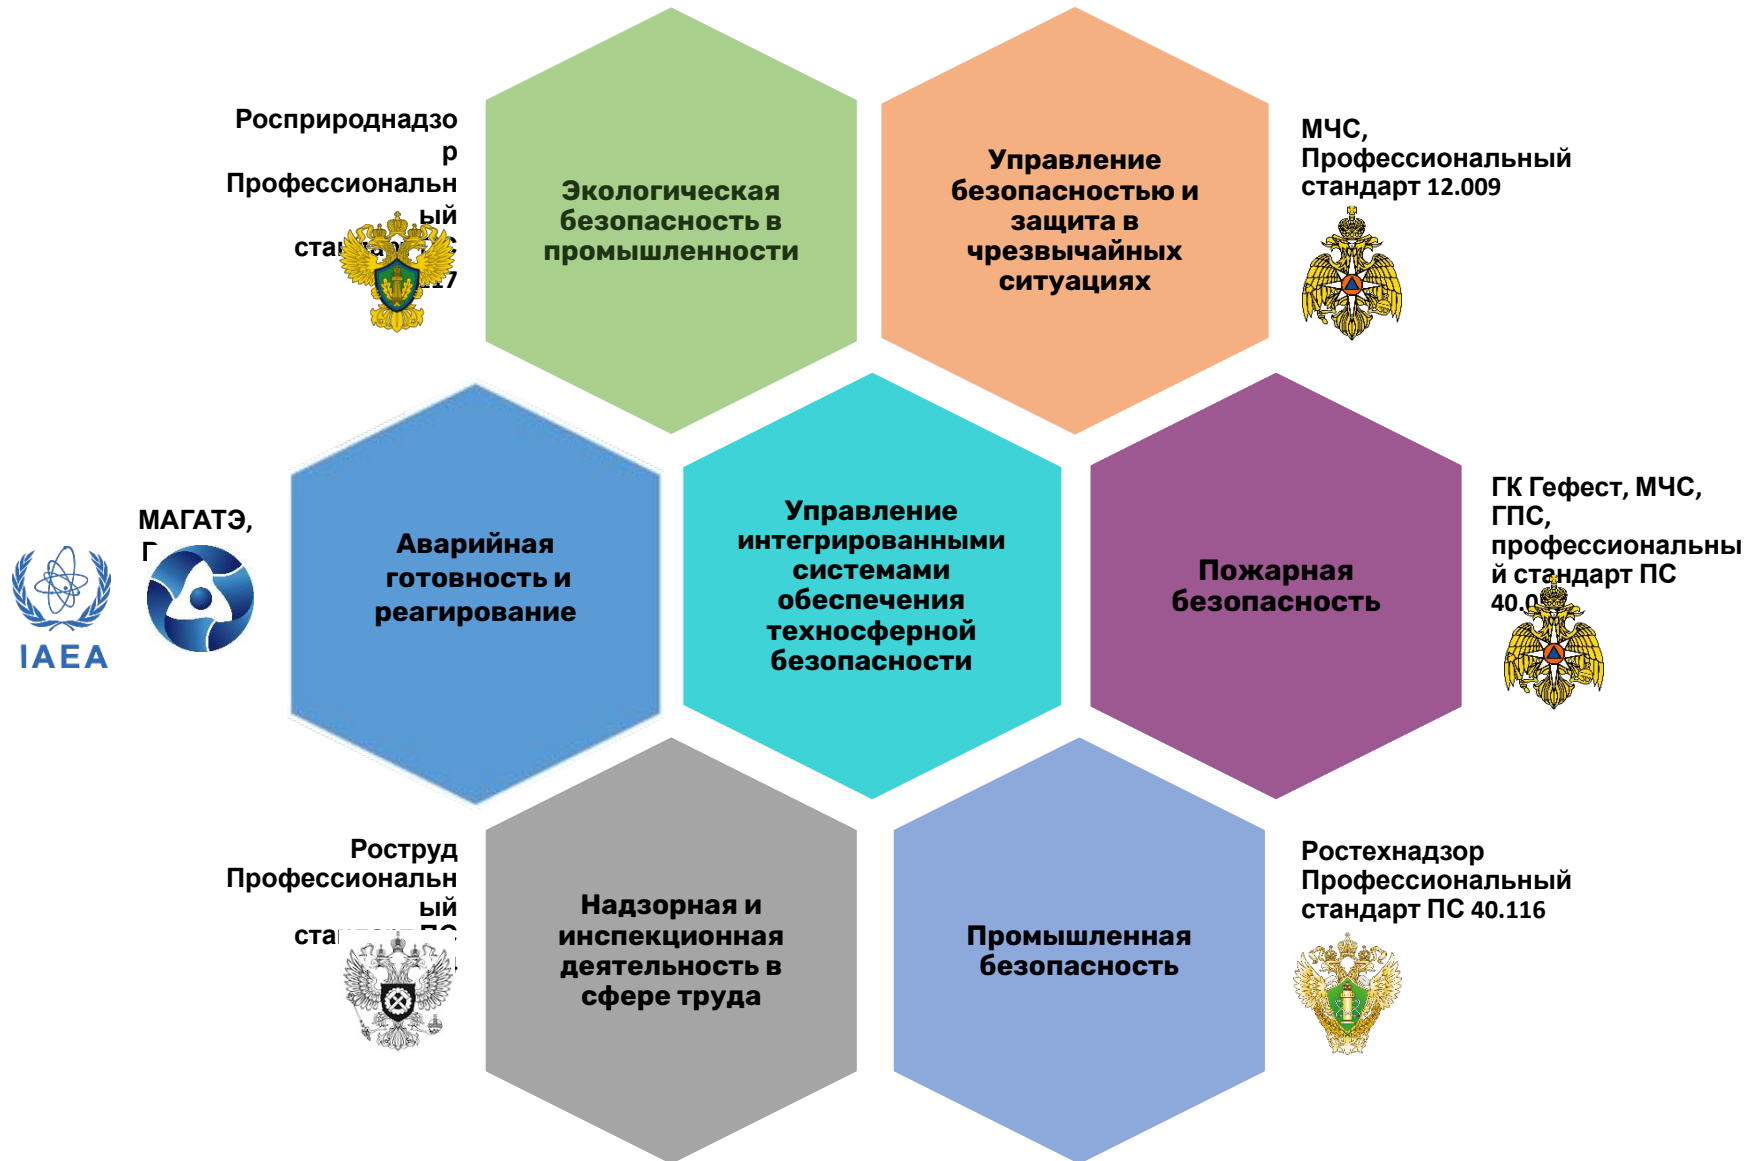 Росприроднадзо
р
Профессиональн
ый
17
Экологическая
безопасность в
промышленности
Управление
безопасностью и
защита в
чрезвычайных
ситуациях
МЧС,
Профессиональный
стандарт 12.009
МАГАТЭ,
IAEA
Аварийная
готовность и
реагирование
Управление
интегрированными
системами
обеспечения
техносферной
безопасности
Пожарная
безопасность
ГК Гефест, МЧС,
ГПС,
профессиональны
й стандарт ПС
Роструд
Профессиональн
ый
Надзорная и
инспекционная
деятельность в
сфере труда
Промышленная
безопасность
Ростехнадзор
Профессиональный
стандарт ПС 40.116